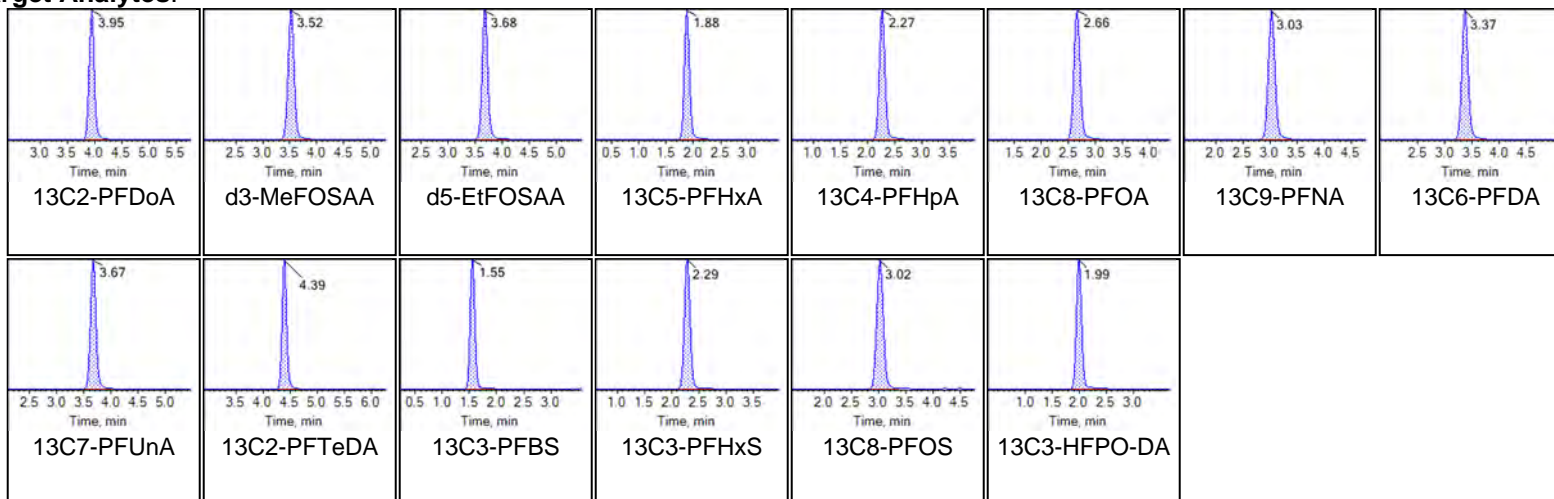 rget Analytes:
3.95 3.52 3.68 1.88 2.27 2.66 3.03 3.37
3.0 3.5 4.0 4.5 5.0 5.5 2.5 3.0 3.5 4.0 4.5 5.0 2.5 3.0 3.5 4.0 4.5 5.0 0.5 1.0 1.5 2.0 2.5 3.0 1.0 1.5 2.0 2.5 3.0 3.5 1.5 2.0 2.5 3.0 3.5 4.0 2.0 2.5 3.0 3.5 4.0 4.5 2.5 3.0 3.5 4.0 4.5
Time, min Time, min Time, min Time, min Time, min Time, min Time, min Time, min
13C2-PFDoA d3-MeFOSAA d5-EtFOSAA 13C5-PFHxA 13C4-PFHpA 13C8-PFOA 13C9-PFNA 13C6-PFDA
3.67 4.39 1.55 2.29 3.02 1.99
2.5 3.0 3.5 4.0 4.5 5.0 3.5 4.0 4.5 5.0 5.5 6.0 0.5 1.0 1.5 2.0 2.5 3.0 1.0 1.5 2.0 2.5 3.0 3.5 2.0 2.5 3.0 3.5 4.0 4.5 1.0 1.5 2.0 2.5 3.0
Time, min Time, min Time, min Time, min Time, min Time, min
13C7-PFUnA 13C2-PFTeDA 13C3-PFBS 13C3-PFHxS 13C8-PFOS 13C3-HFPO-DA